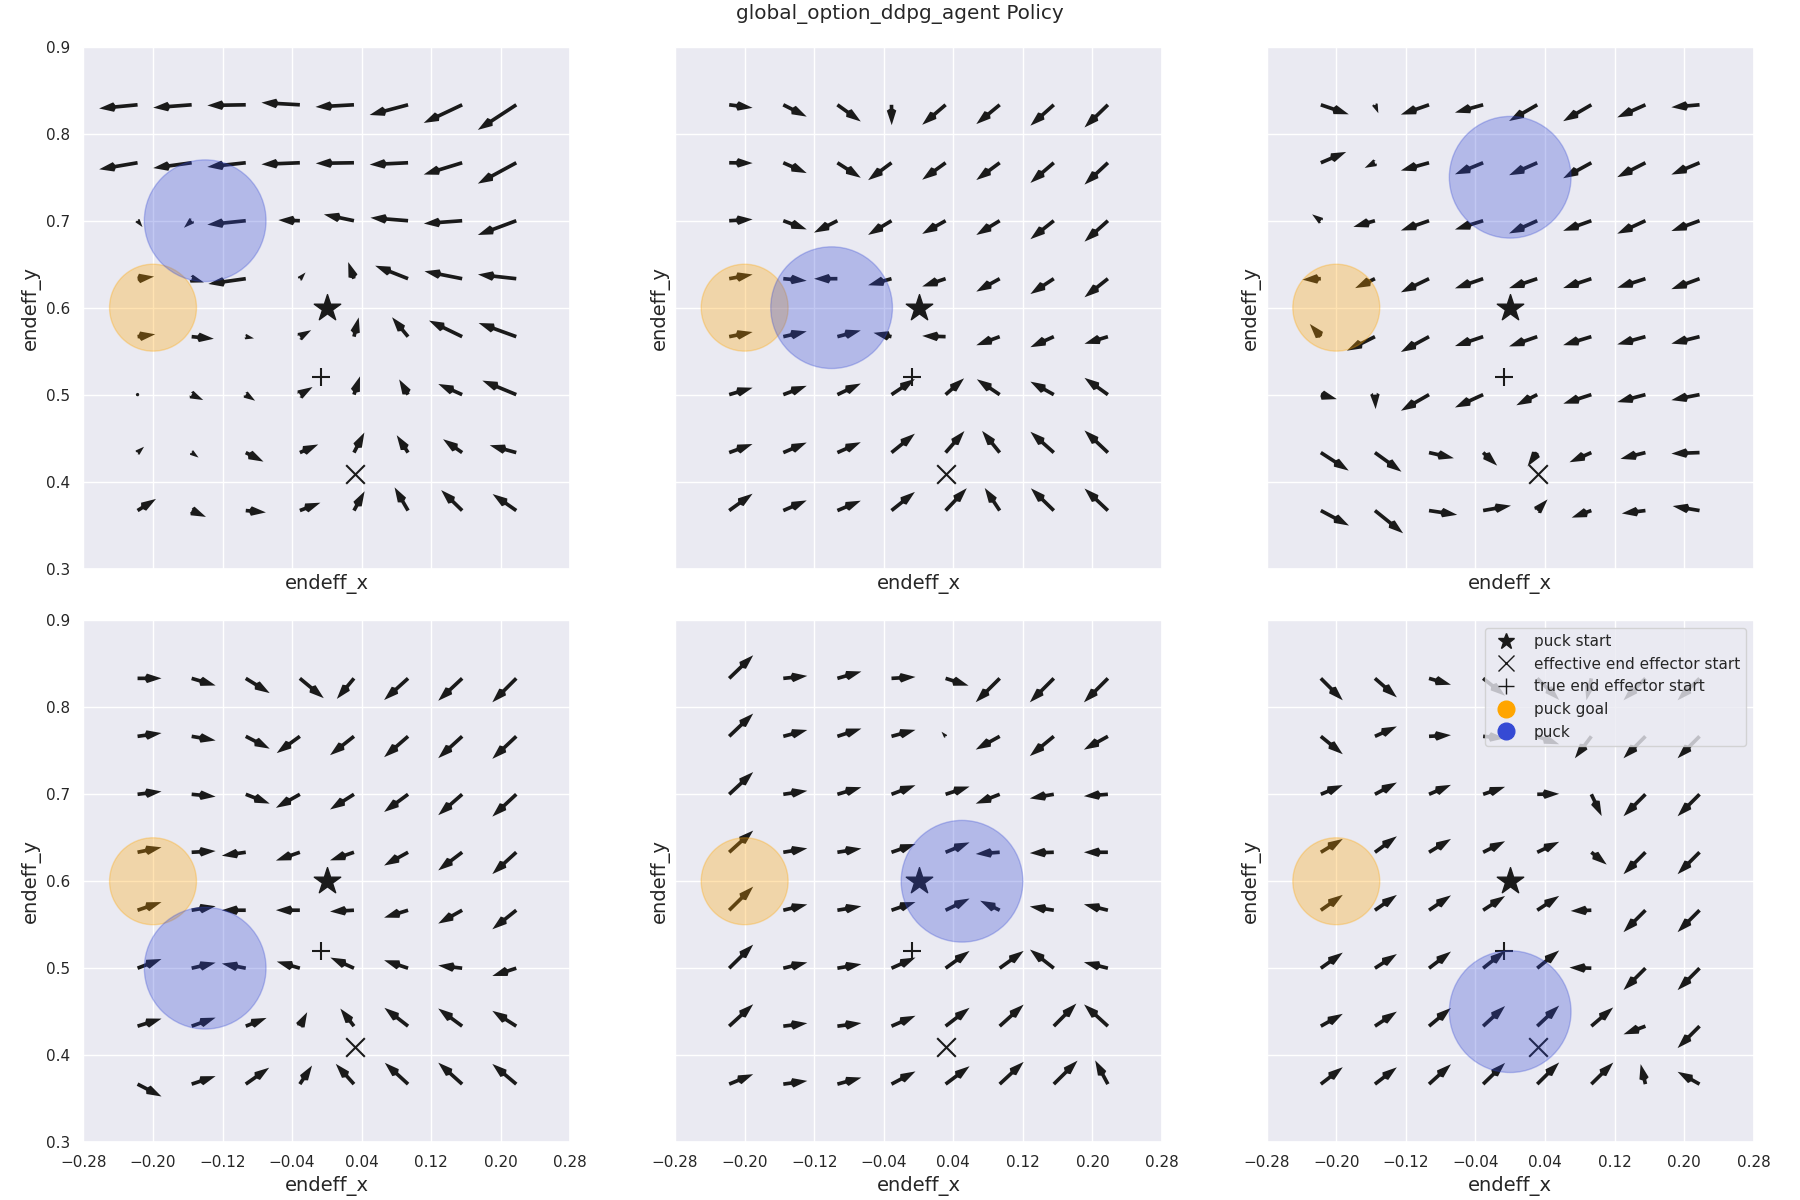 global_option_ddpg_agent Policy
0.9
0.8
0.7
0.6
0.5
0.4
0.3
endeff_y
endeff_x
endeff_y
endeff_x
endeff_y
endeff_x
0.9
0.8
0.7
0.6
0.5
0.4
0.3
endeff_y
−0.28 −0.20 −0.12 −0.04 0.04 0.12 0.20 0.28
endeff_x
endeff_y
−0.28 −0.20 −0.12 −0.04 0.04 0.12 0.20 0.28
endeff_x
endeff_y
puck start
effective end effector start
true end effector start
puck goal
puck
−0.28 −0.20 −0.12 −0.04 0.04 0.12 0.20 0.28
endeff_x